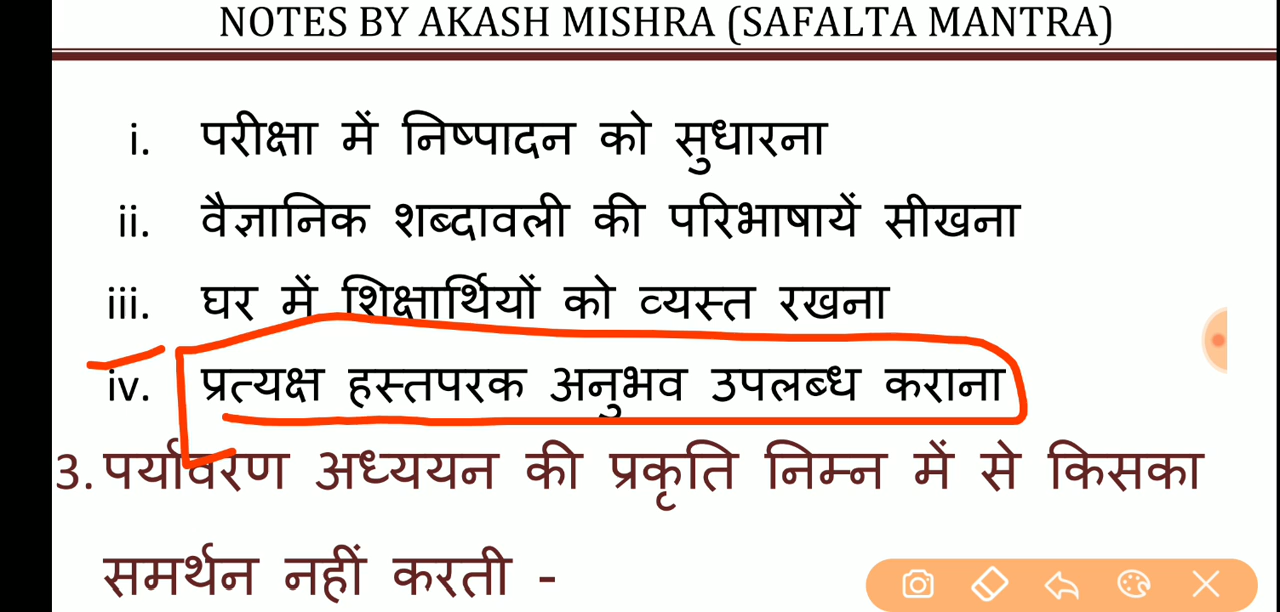 NOTES BY AKASH MISHRA (SAFALTA MANTRA)
i. परीक्षा में निष्पादन को सुधारना
ii. वैज्ञानिक शब्दावली की परिभाषायें सीखना
iii. घर में शिक्षार्थियों को व्यस्त रखना
iv. प्रत्यक्ष हस्तपरक अनुभव उपलब्ध कराना
3. पर्यावरण अध्ययन की प्रकृति निम्न में से किसका
समर्थन नहीं करती -